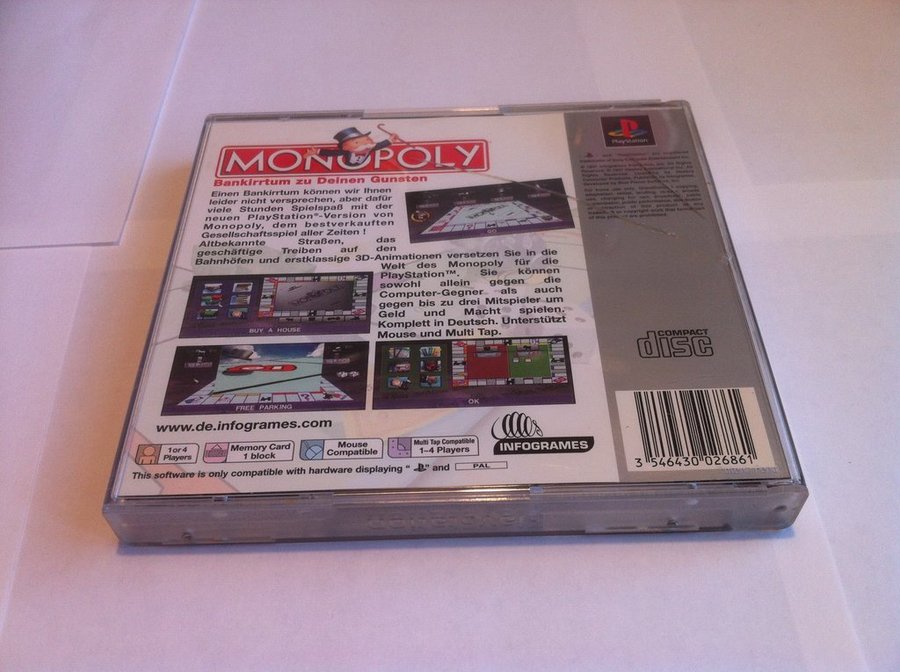 MONOPOLY
Bankirrtum zu Deinen Gunsten
Einen Bankirrtum können wir Ihnen
leider nicht versprechen, aber dafür
viele Stunden Spielspaß mit der
neuen PlayStation®-Version von
Monopoly, dem bestverkauften
Gesellschaftsspiel aller Zeiten !
Altbekannte Straßen, das
geschäftige Treiben auf den
Bahnhöfen und erstklassige 3D-Animationen versetzen Sie in die
Welt des Monopoly für die
PlayStation™. Sie können
sowohl allein gegen die
Computer-Gegner als auch
gegen bis zu drei Mitspieler um
Geld und Macht spielen.
Komplett in Deutsch. Unterstützt
Mouse und Multi Tap.
GO
BUY A HOUSE
FREE PARKING
OK
www.de.infogrames.com
INFOGRAMES
1 or 4
Players
Memory Card
1 block
Mouse
Compatible
Multi Tap Compatible
1–4 Players
This software is only compatible with hardware displaying " " and PAL
PlayStation
COMPACT
disc
3 546430 026861